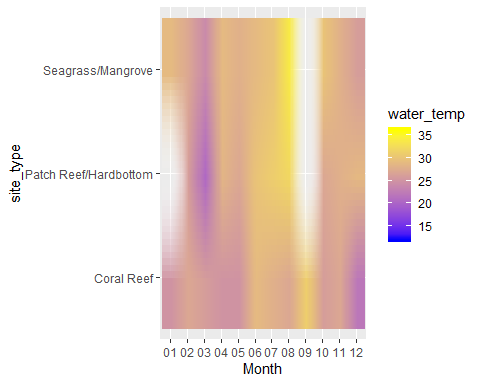 Seagrass/Mangrove
Patch Reef/Hardbottom
Coral Reef
site_type
01 02 03 04 05 06 07 08 09 10 11 12
Month
water_temp
35
30
25
20
15